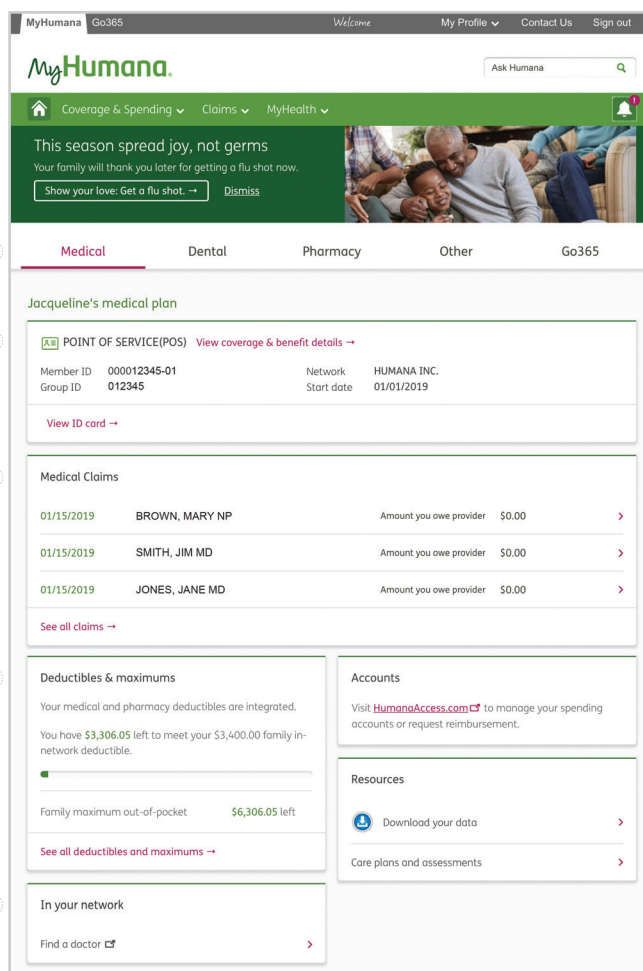 MyHumana Go365 Welcome My Profile Contact Us Sign out
MyHumana.
Ask Humana
Coverage & Spending Claims MyHealth
!
This season spread joy, not germs
Your family will thank you later for getting a flu shot now.
Show your love: Get a flu shot. → Dismiss
Medical Dental Pharmacy Other Go365
Jacqueline's medical plan
POINT OF SERVICE(POS) View coverage & benefit details →
Member ID 000012345-01 Network HUMANA INC.
Group ID 012345 Start date 01/01/2019
View ID card →
Medical Claims
01/15/2019 BROWN, MARY NP Amount you owe provider $0.00
01/15/2019 SMITH, JIM MD Amount you owe provider $0.00
01/15/2019 JONES, JANE MD Amount you owe provider $0.00
See all claims →
Deductibles & maximums
Your medical and pharmacy deductibles are integrated.
You have $3,306.05 left to meet your $3,400.00 family in-
network deductible.
Family maximum out-of-pocket $6,306.05 left
See all deductibles and maximums →
Accounts
Visit HumanaAccess.com to manage your spending
accounts or request reimbursement.
Resources
Download your data
Care plans and assessments
In your network
Find a doctor